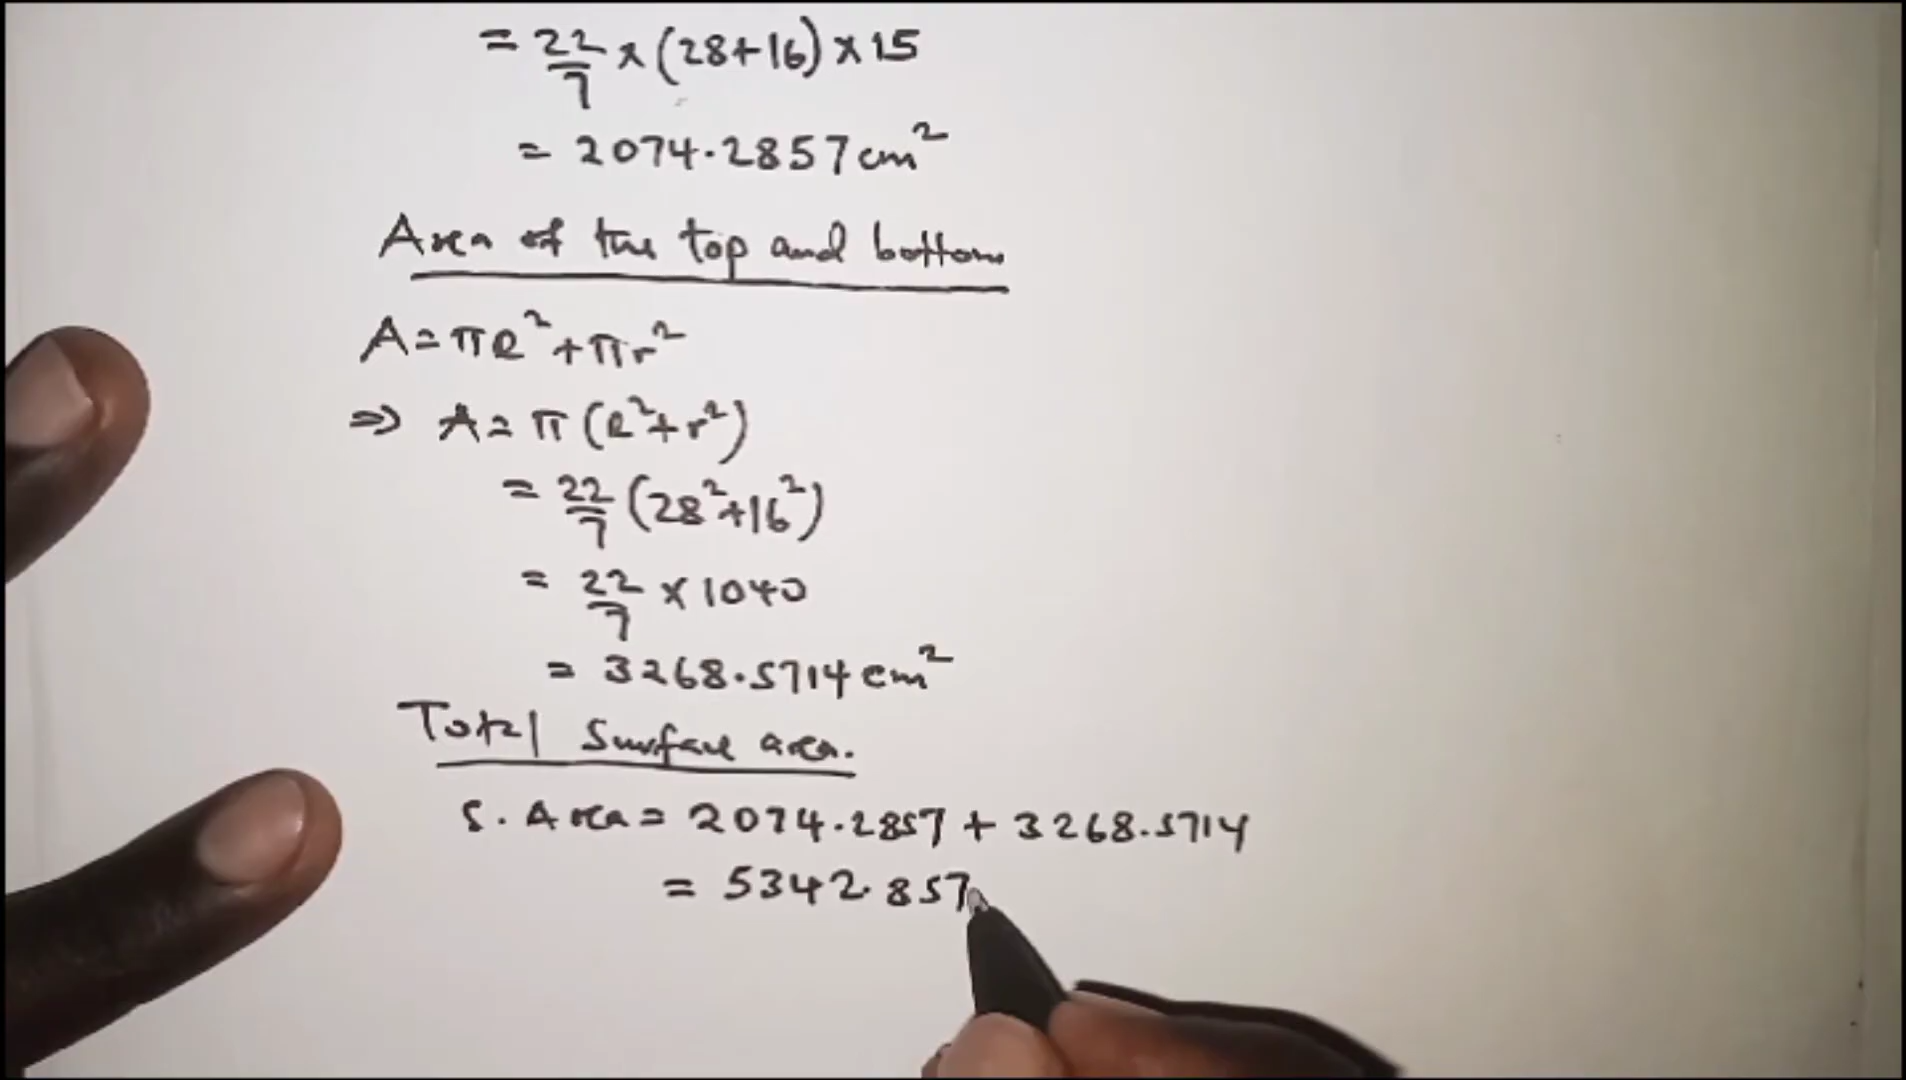 = 22/7 × (28+16) × 15
= 2074.2857 cm²
Area of the top and bottom
A = πR² + πr²
⇒ A = π (R² + r²)
= 22/7 (28² + 16²)
= 22/7 × 1040
= 3268.5714 cm²
Total Surface area.
S. Area = 2074.2857 + 3268.5714
= 5342.857